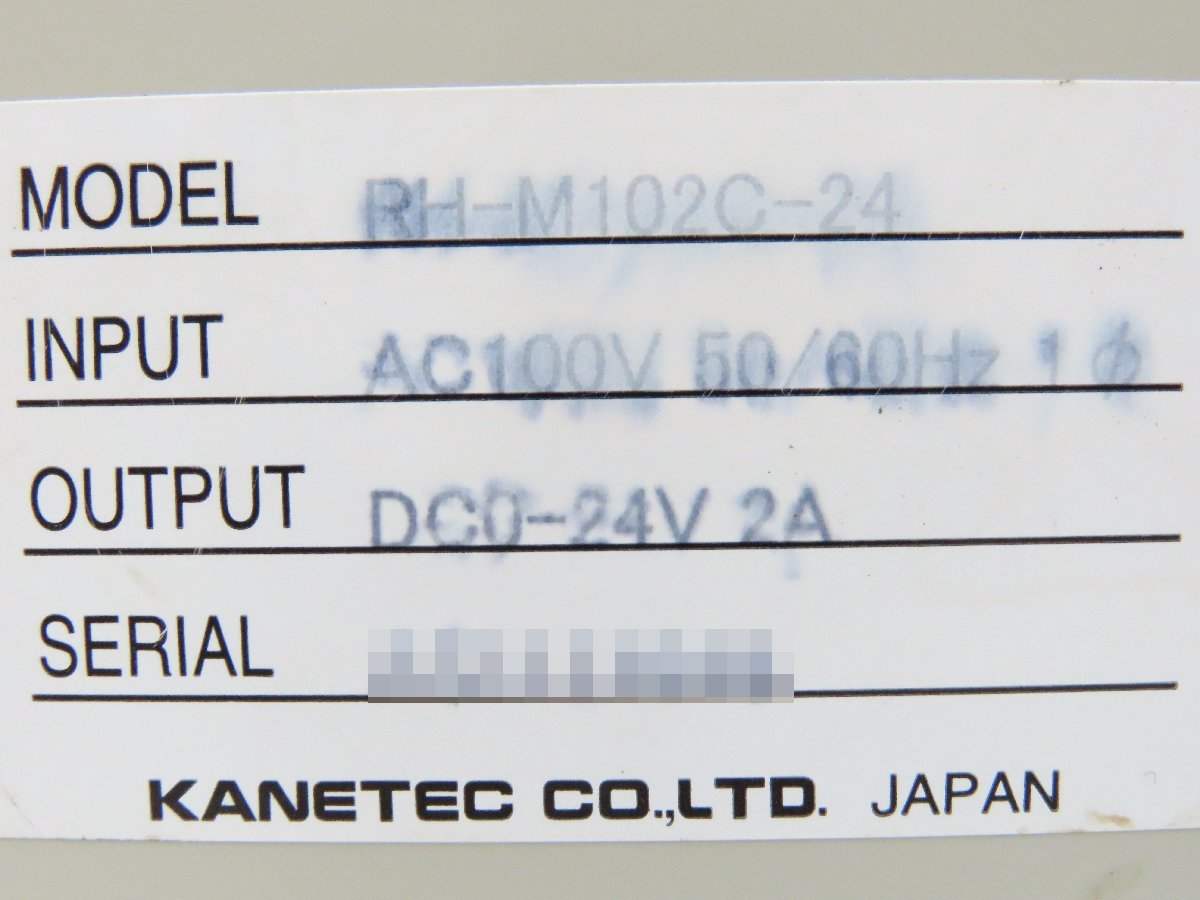 MODEL RH-M102C-24
INPUT AC100V 50/60Hz 1φ
OUTPUT DC0-24V 2A
SERIAL
KANETEC CO.,LTD. JAPAN